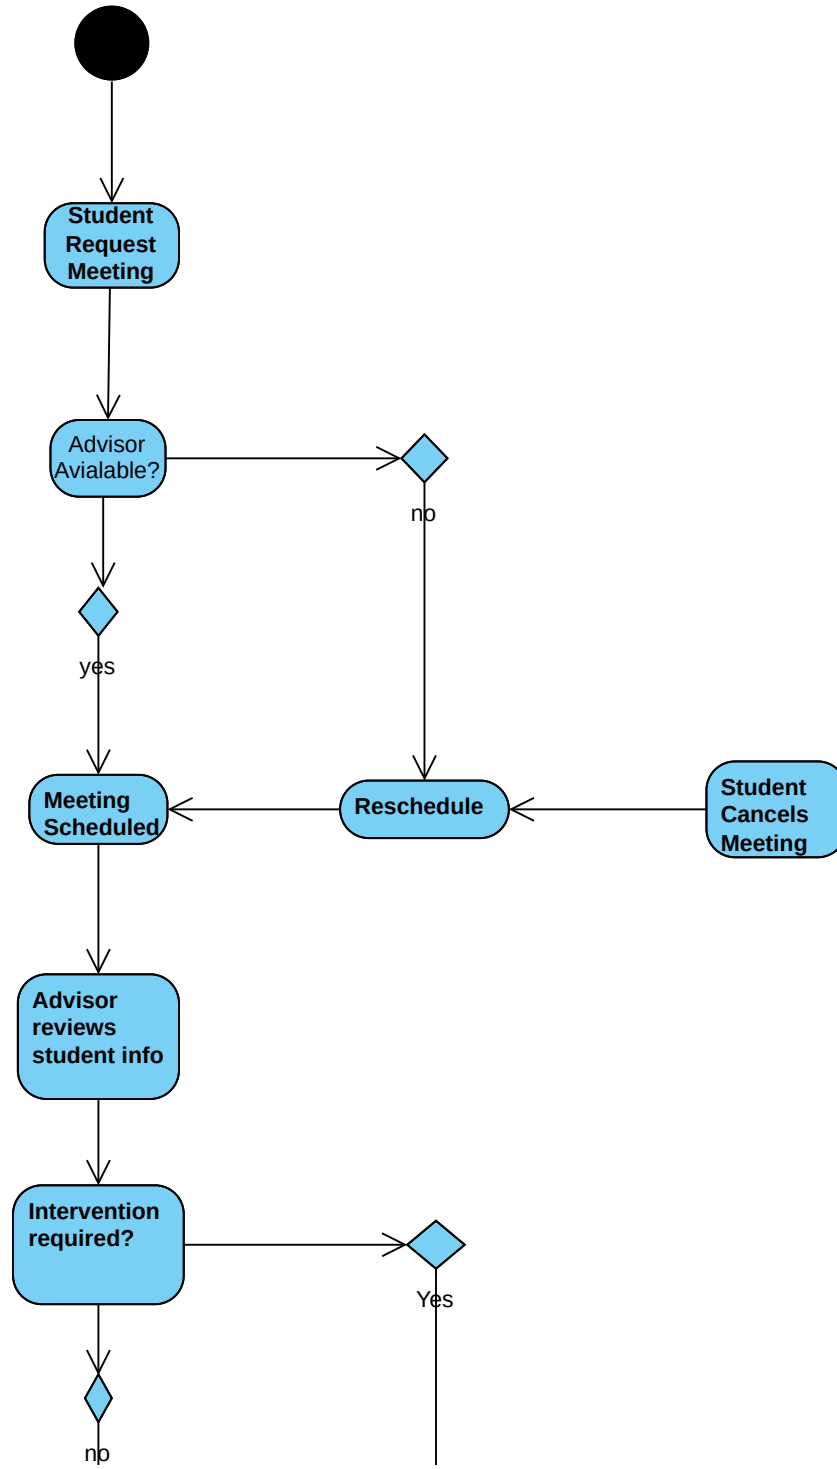 Student
Request
Meeting
Advisor
Avialable?
no
yes
Meeting
Scheduled
Reschedule
Student
Cancels
Meeting
Advisor
reviews
student info
Intervention
required?
Yes
no